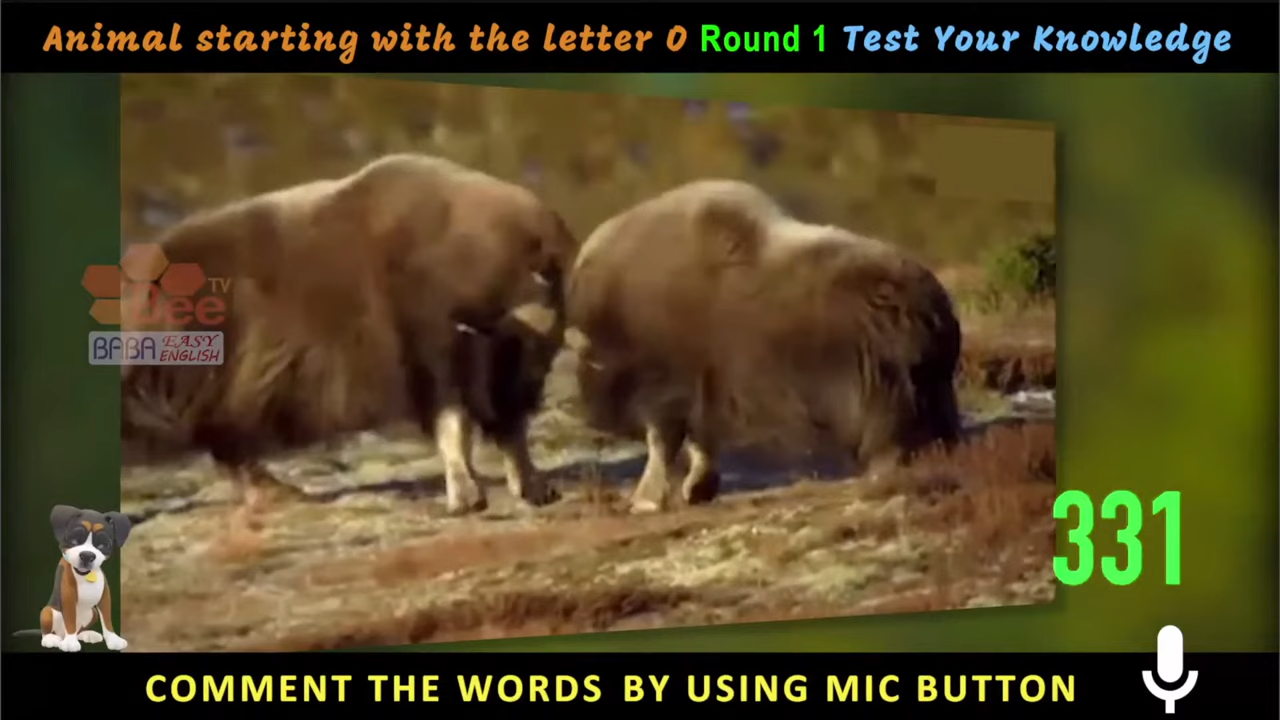 Animal starting with the letter O Round 1 Test Your Knowledge
Bee TV
BABA EASY ENGLISH
331
COMMENT THE WORDS BY USING MIC BUTTON